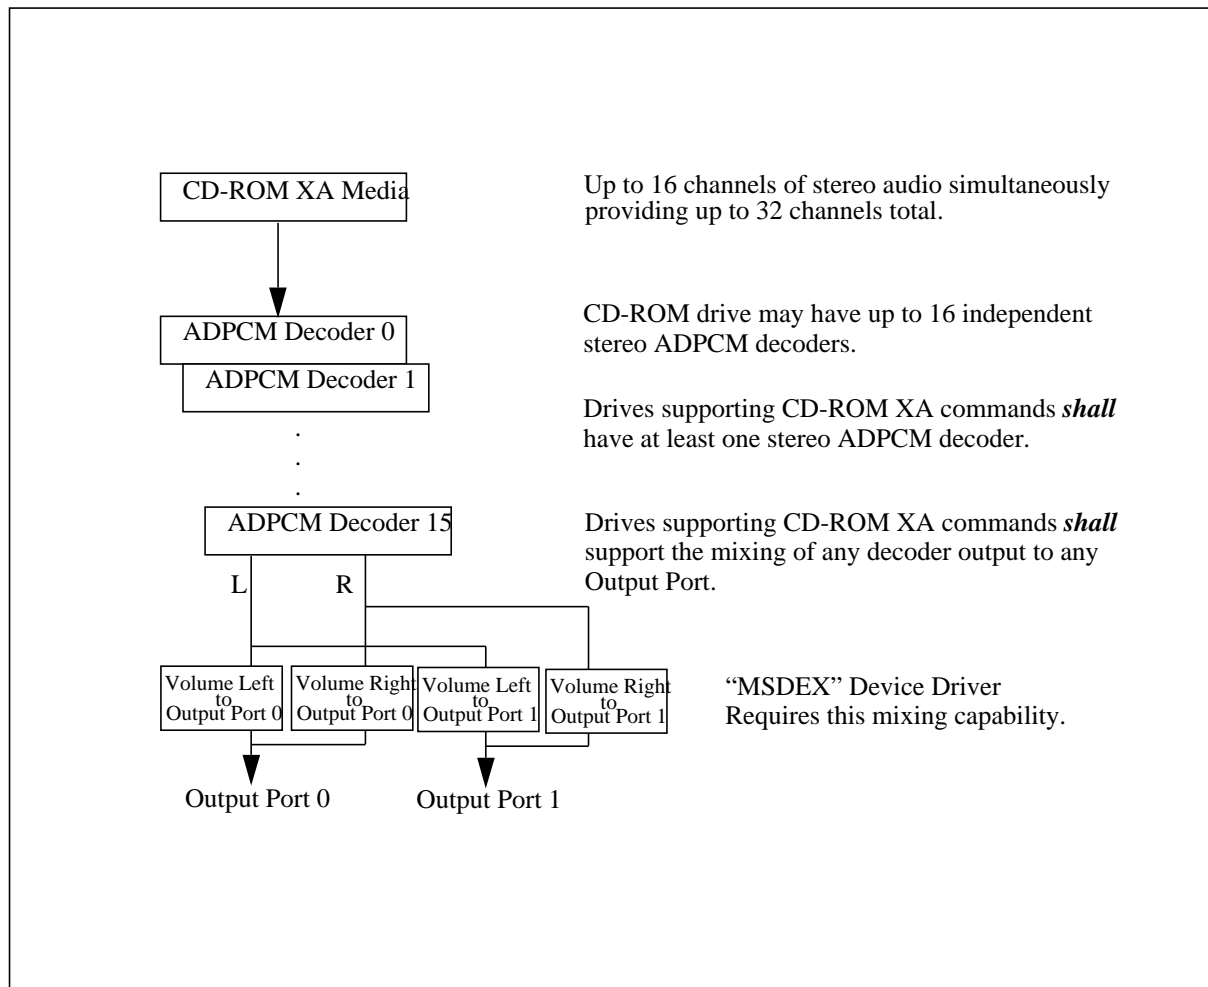 CD-ROM XA Media
Up to 16 channels of stereo audio simultaneously
providing up to 32 channels total.
ADPCM Decoder 0
CD-ROM drive may have up to 16 independent
stereo ADPCM decoders.
ADPCM Decoder 1
Drives supporting CD-ROM XA commands shall
have at least one stereo ADPCM decoder.
.
.
.
ADPCM Decoder 15
Drives supporting CD-ROM XA commands shall
support the mixing of any decoder output to any
Output Port.
L
R
Volume Left
to
Output Port 0
Volume Right
to
Output Port 0
Volume Left
to
Output Port 1
Volume Right
to
Output Port 1
“MSDEX” Device Driver
Requires this mixing capability.
Output Port 0
Output Port 1